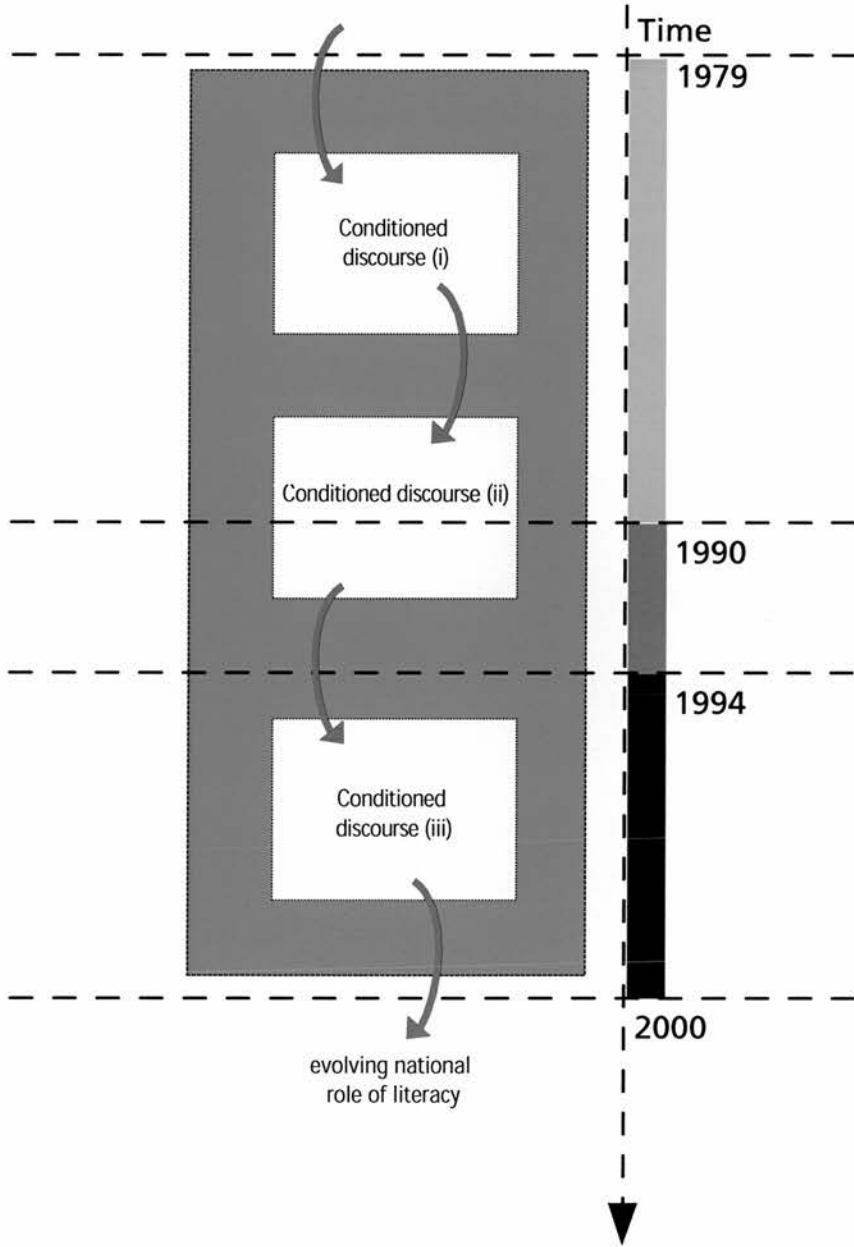 Time
1979
Conditioned
discourse (i)
Conditioned discourse (ii)
1990
1994
Conditioned
discourse (iii)
2000
evolving national
role of literacy